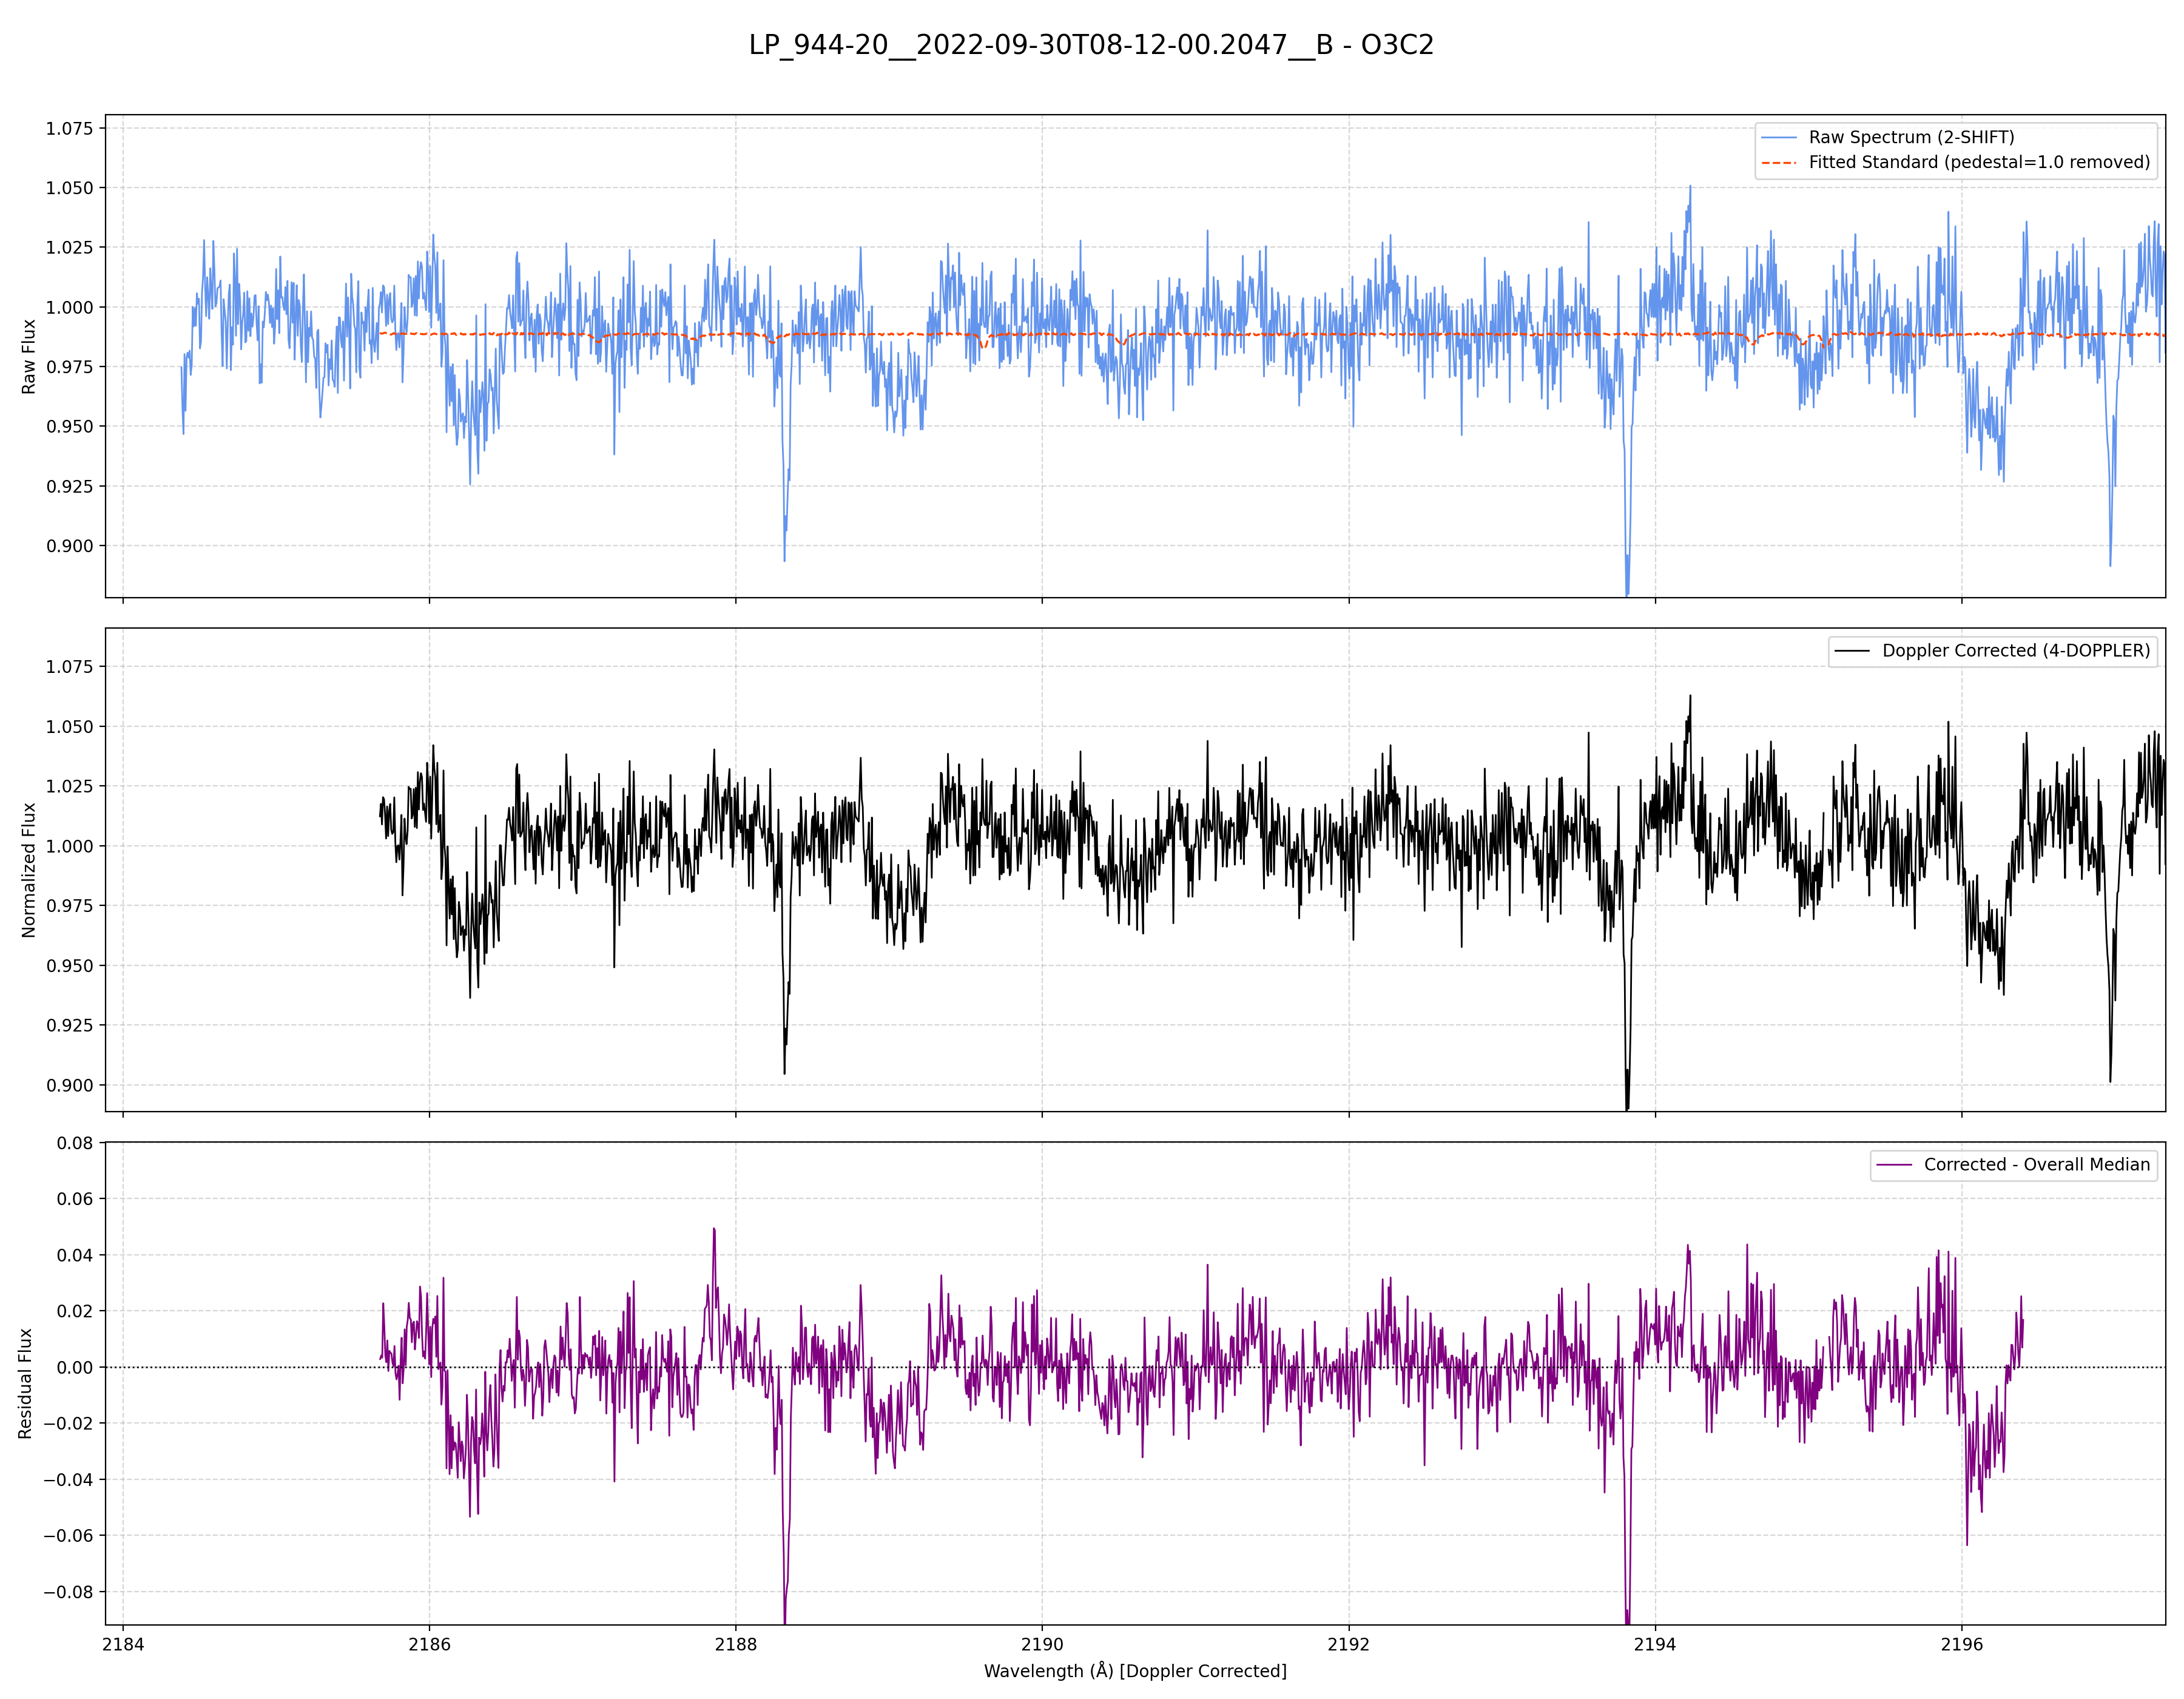 LP_944-20__2022-09-30T08-12-00.2047__B - O3C2
Raw Flux
1.075
1.050
1.025
1.000
0.975
0.950
0.925
0.900
Raw Spectrum (2-SHIFT)
Fitted Standard (pedestal=1.0 removed)
Normalized Flux
1.075
1.050
1.025
1.000
0.975
0.950
0.925
0.900
Doppler Corrected (4-DOPPLER)
Residual Flux
0.08
0.06
0.04
0.02
0.00
−0.02
−0.04
−0.06
−0.08
Corrected - Overall Median
2184 2186 2188 2190 2192 2194 2196
Wavelength (Å) [Doppler Corrected]